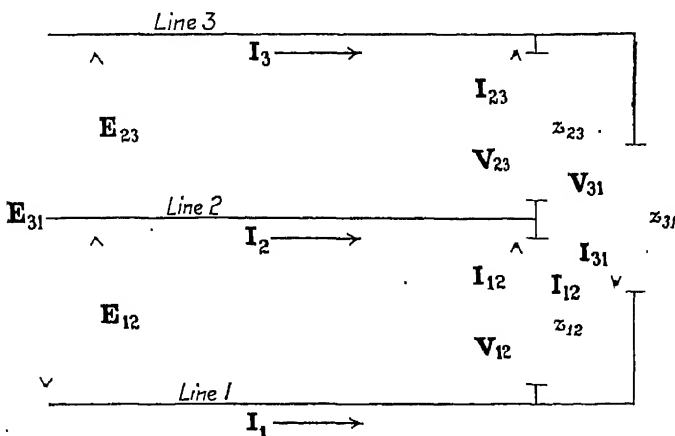 Line 3
I₃
I₂₃
E₂₃
z₂₃
V₂₃
V₃₁
E₃₁
Line 2
z₃₁
I₂
I₃₁
I₁₂
I₁₂
E₁₂
z₁₂
V₁₂
Line 1
I₁